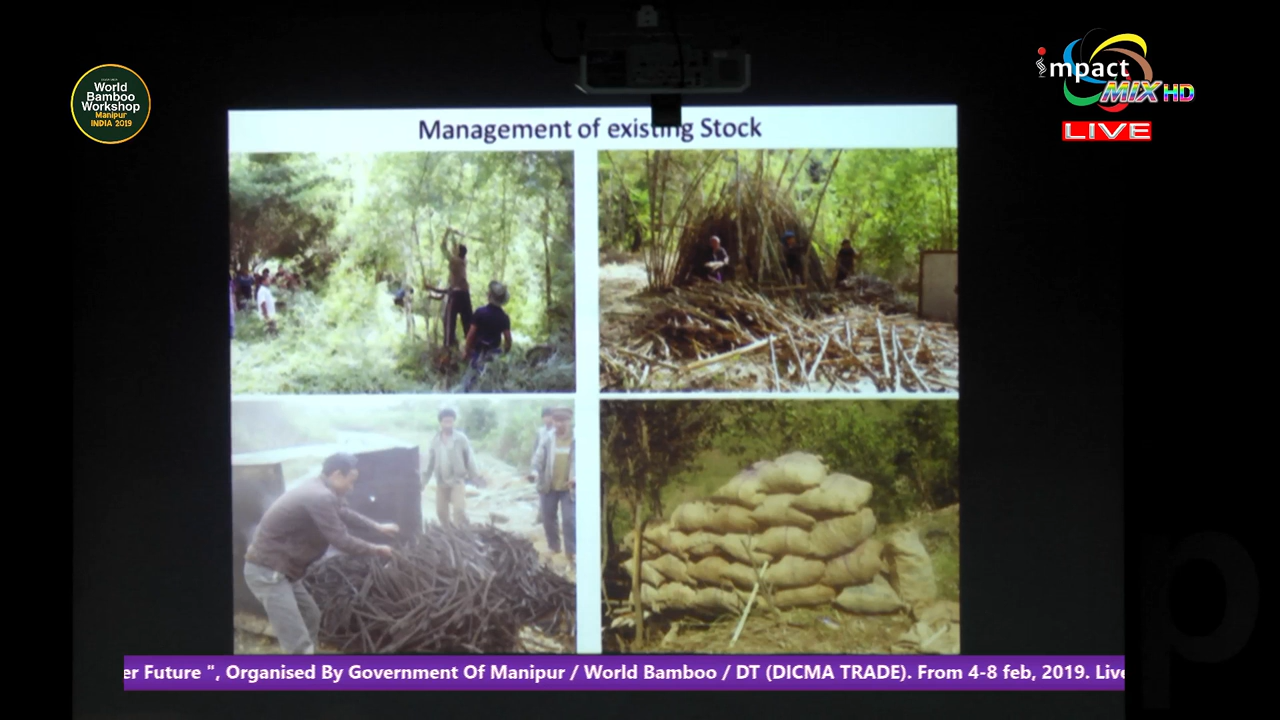 World
Bamboo
Workshop
Manipur
INDIA 2019
impact
MIX HD
LIVE
Management of existing Stock
er Future ", Organised By Government Of Manipur / World Bamboo / DT (DICMA TRADE). From 4-8 feb, 2019. Live